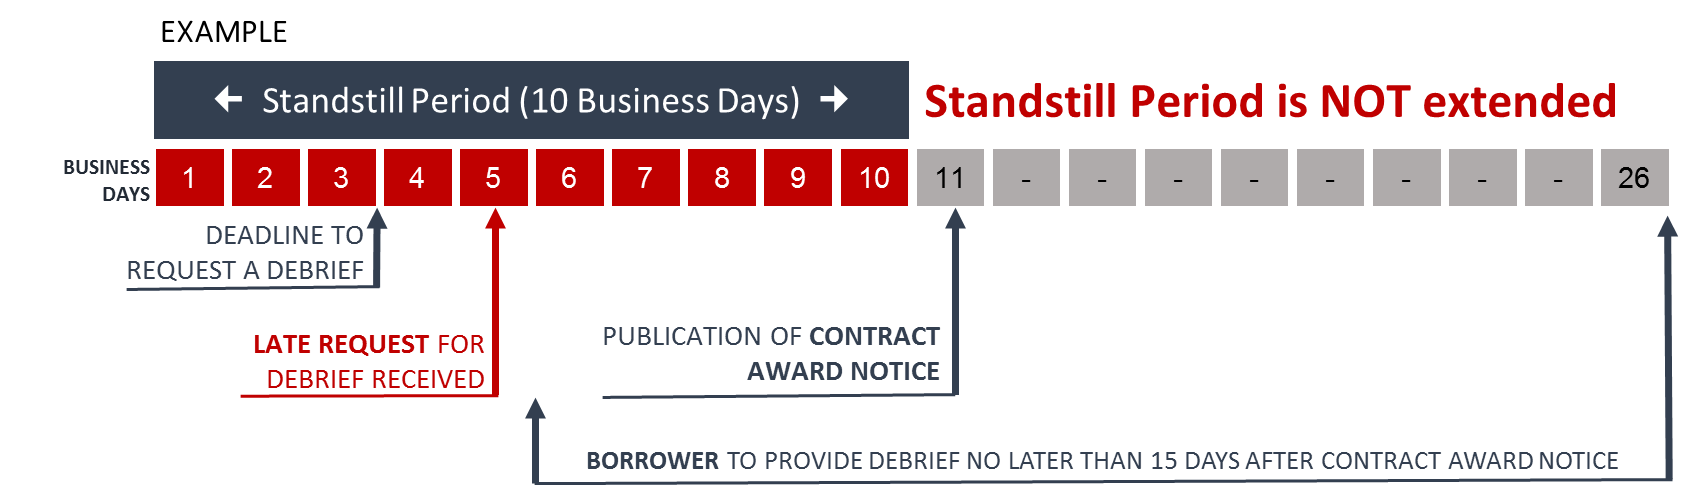 EXAMPLE
← Standstill Period (10 Business Days) →
Standstill Period is NOT extended
BUSINESS
DAYS
1 2 3 4 5 6 7 8 9 10 11 - - - - - - - - 26
DEADLINE TO
REQUEST A DEBRIEF
LATE REQUEST FOR
DEBRIEF RECEIVED
PUBLICATION OF CONTRACT
AWARD NOTICE
BORROWER TO PROVIDE DEBRIEF NO LATER THAN 15 DAYS AFTER CONTRACT AWARD NOTICE